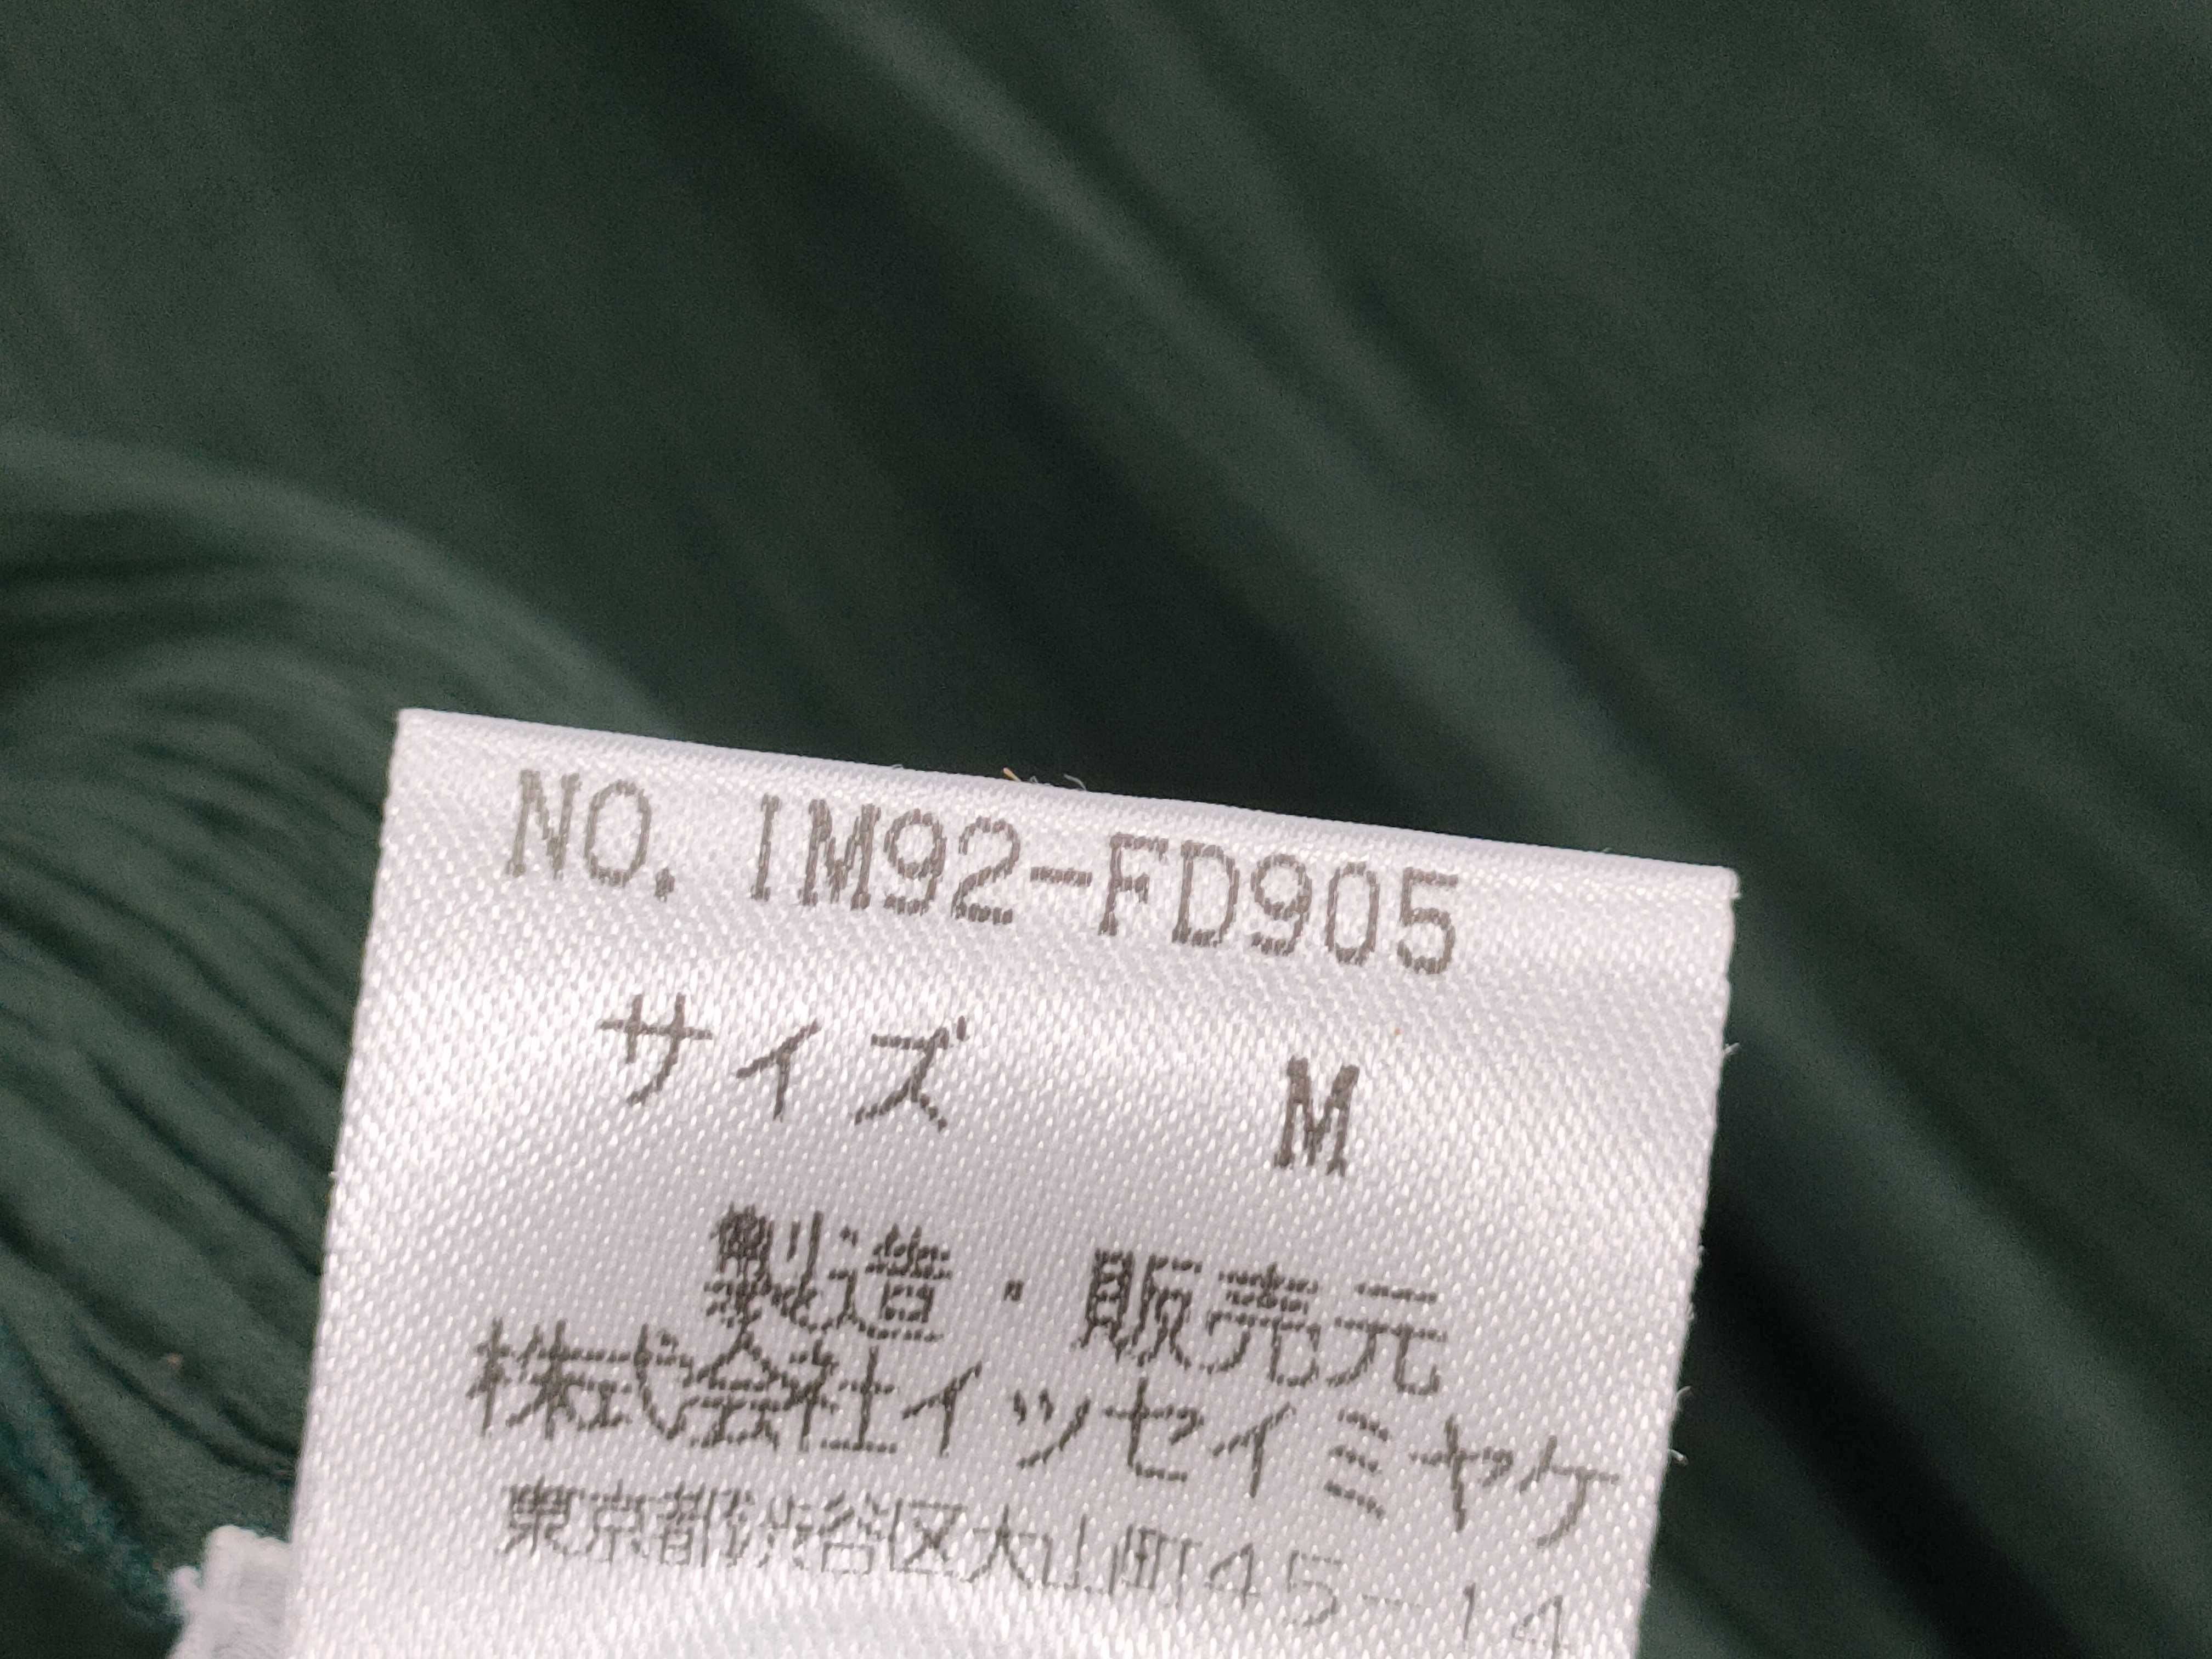 NO. IM92-FD905
サイズ M
製造・販売元
株式会社イッセイミヤケ
東京都渋谷区大山町45-14